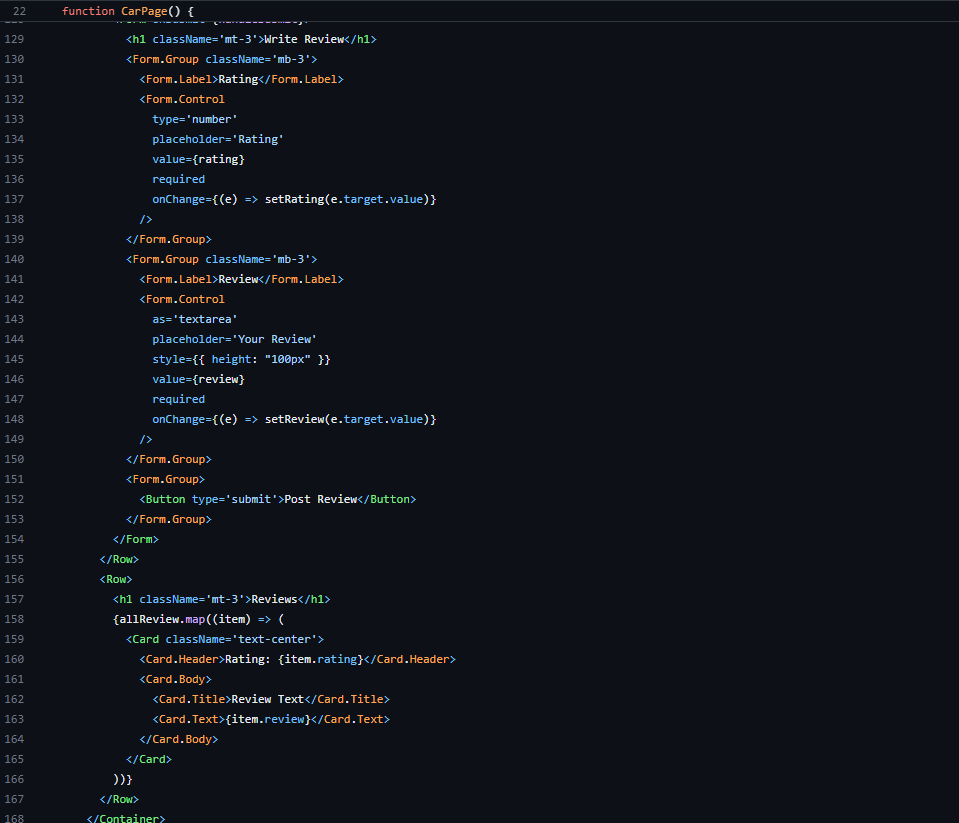 22 function CarPage() {
129 <h1 className='mt-3'>Write Review</h1>
130 <Form.Group className='mb-3'>
131 <Form.Label>Rating</Form.Label>
132 <Form.Control
133 type='number'
134 placeholder='Rating'
135 value={rating}
136 required
137 onChange={(e) => setRating(e.target.value)}
138 />
139 </Form.Group>
140 <Form.Group className='mb-3'>
141 <Form.Label>Review</Form.Label>
142 <Form.Control
143 as='textarea'
144 placeholder='Your Review'
145 style={{ height: "100px" }}
146 value={review}
147 required
148 onChange={(e) => setReview(e.target.value)}
149 />
150 </Form.Group>
151 <Form.Group>
152 <Button type='submit'>Post Review</Button>
153 </Form.Group>
154 </Form>
155 </Row>
156 <Row>
157 <h1 className='mt-3'>Reviews</h1>
158 {allReview.map((item) => (
159 <Card className='text-center'>
160 <Card.Header>Rating: {item.rating}</Card.Header>
161 <Card.Body>
162 <Card.Title>Review Text</Card.Title>
163 <Card.Text>{item.review}</Card.Text>
164 </Card.Body>
165 </Card>
166 ))}
167 </Row>
168 </Container>